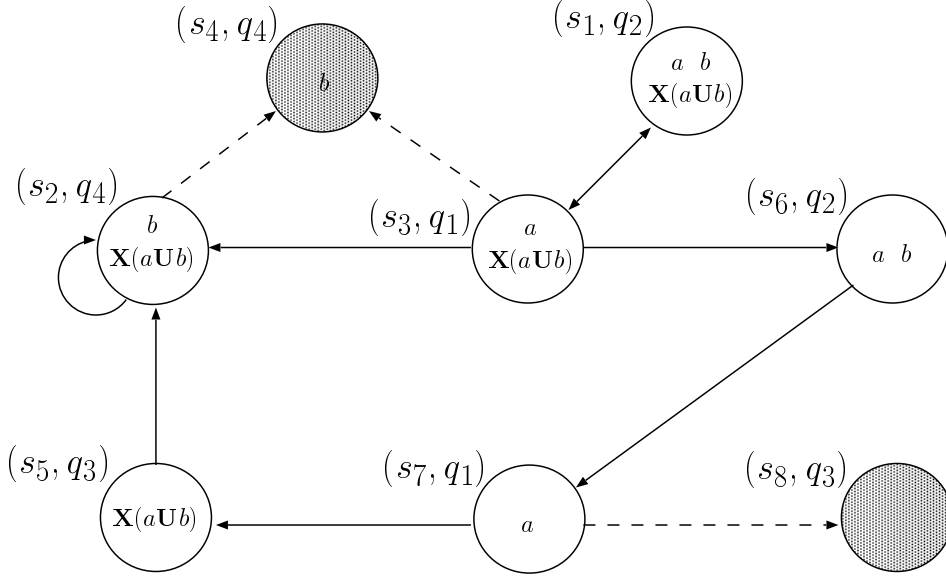 (s₄, q₄)
b
(s₁, q₂)
a b
X(aUb)
(s₂, q₄)
b
X(aUb)
(s₃, q₁)
a
X(aUb)
(s₆, q₂)
a b
(s₅, q₃)
X(aUb)
(s₇, q₁)
a
(s₈, q₃)